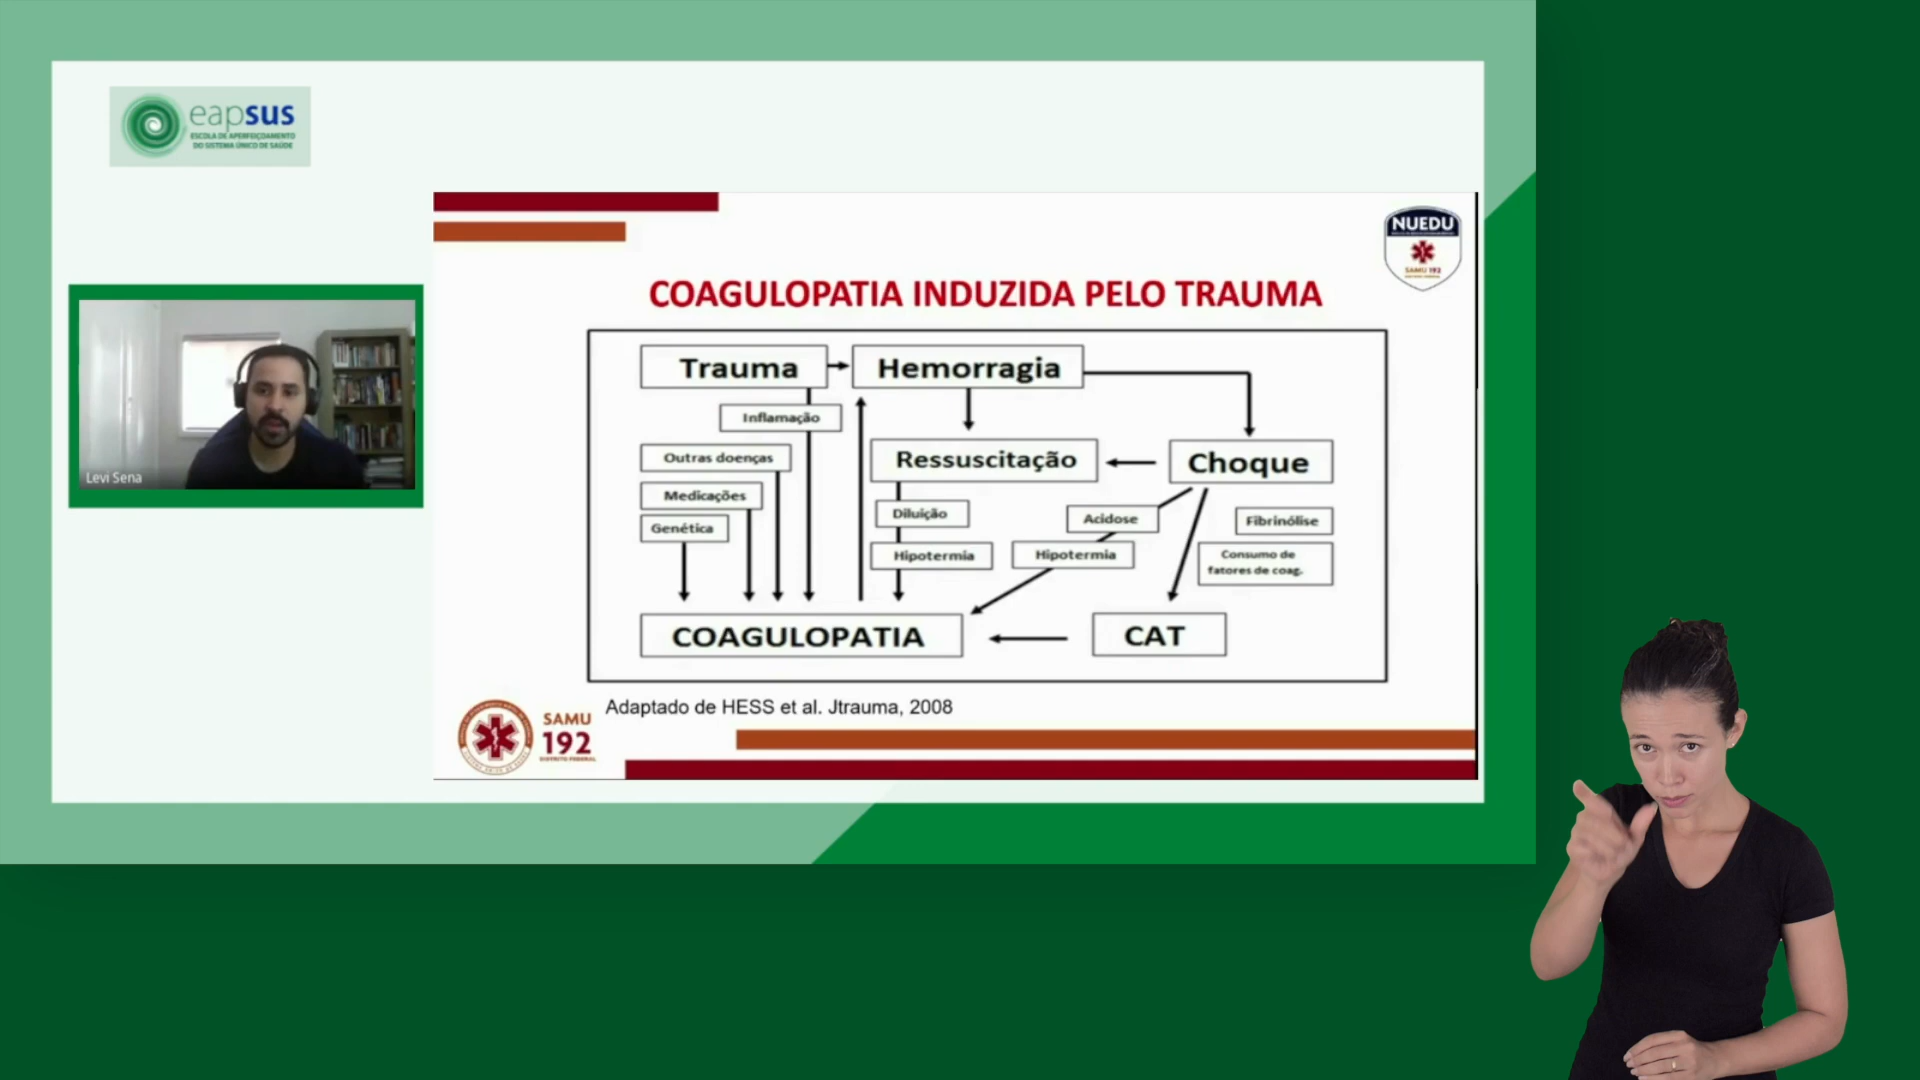 eapsus
ESCOLA DE APERFEIÇOAMENTO
DO SISTEMA ÚNICO DE SAÚDE
NUEDU
SAMU 192
COAGULOPATIA INDUZIDA PELO TRAUMA
Trauma
Hemorragia
Inflamação
Outras doenças
Ressuscitação
Choque
Medicações
Genética
Diluição
Acidose
Fibrinólise
Hipotermia
Hipotermia
Consumo de
fatores de coag.
COAGULOPATIA
CAT
Levi Sena
Adaptado de HESS et al. Jtrauma, 2008
SAMU
192
DISTRITO FEDERAL